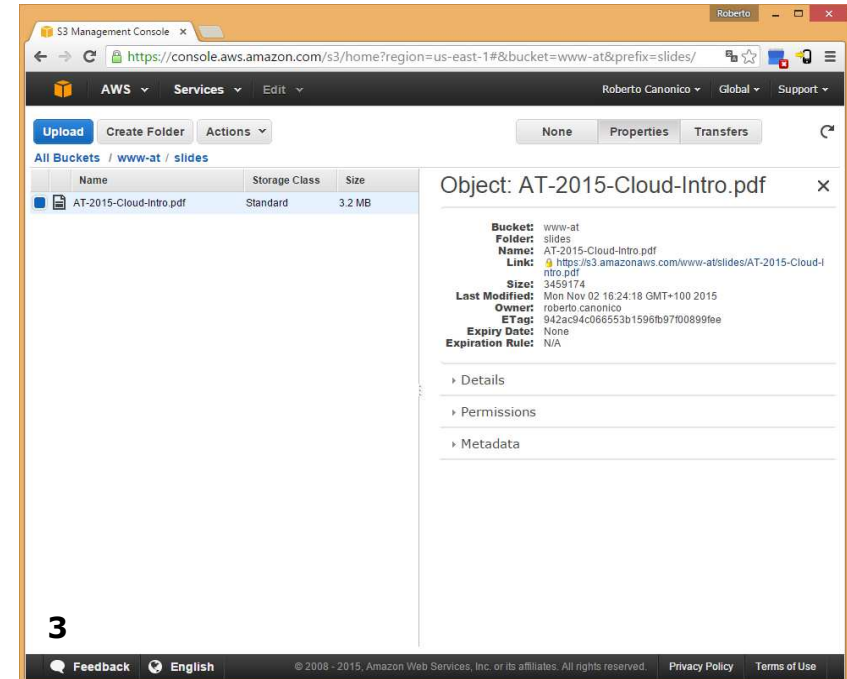 Roberto
S3 Management Console
https://console.aws.amazon.com/s3/home?region=us-east-1#&bucket=www-at&prefix=slides/
AWS Services Edit Roberto Canonico Global Support
Upload Create Folder Actions None Properties Transfers
All Buckets / www-at / slides
Name Storage Class Size
AT-2015-Cloud-Intro.pdf Standard 3.2 MB
Object: AT-2015-Cloud-Intro.pdf
Bucket: www-at
Folder: slides
Name: AT-2015-Cloud-Intro.pdf
Link: https://s3.amazonaws.com/www-at/slides/AT-2015-Cloud-I
ntro.pdf
Size: 3459174
Last Modified: Mon Nov 02 16:24:18 GMT+100 2015
Owner: roberto.canonico
ETag: 942ac94c066553b1596fb97f00899fee
Expiry Date: None
Expiration Rule: N/A
Details
Permissions
Metadata
3
Feedback English © 2008 - 2015, Amazon Web Services, Inc. or its affiliates. All rights reserved. Privacy Policy Terms of Use